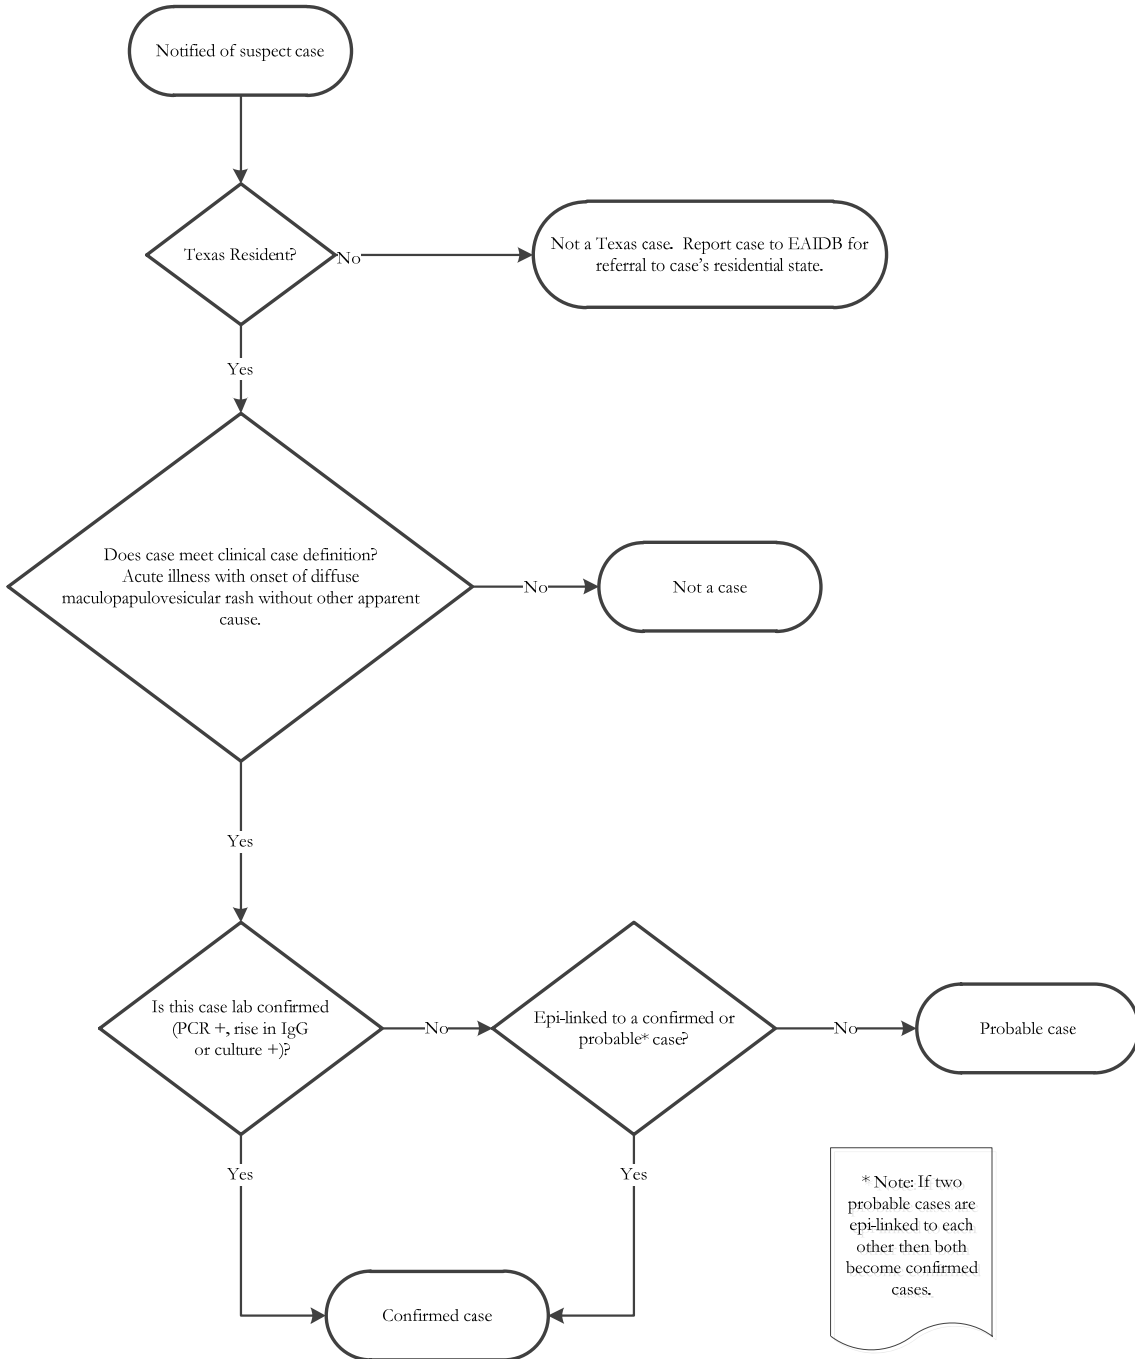 Notified of suspect case
Texas Resident?
No
Not a Texas case.  Report case to EAIDB for
referral to case's residential state.
Yes
Does case meet clinical case definition?
Acute illness with onset of diffuse
maculopapulovesicular rash without other apparent
cause.
No
Not a case
Yes
Is this case lab confirmed
(PCR +, rise in IgG
or culture +)?
No
Epi-linked to a confirmed or
probable* case?
No
Probable case
Yes
Yes
* Note: If two
probable cases are
epi-linked to each
other then both
become confirmed
cases.
Confirmed case